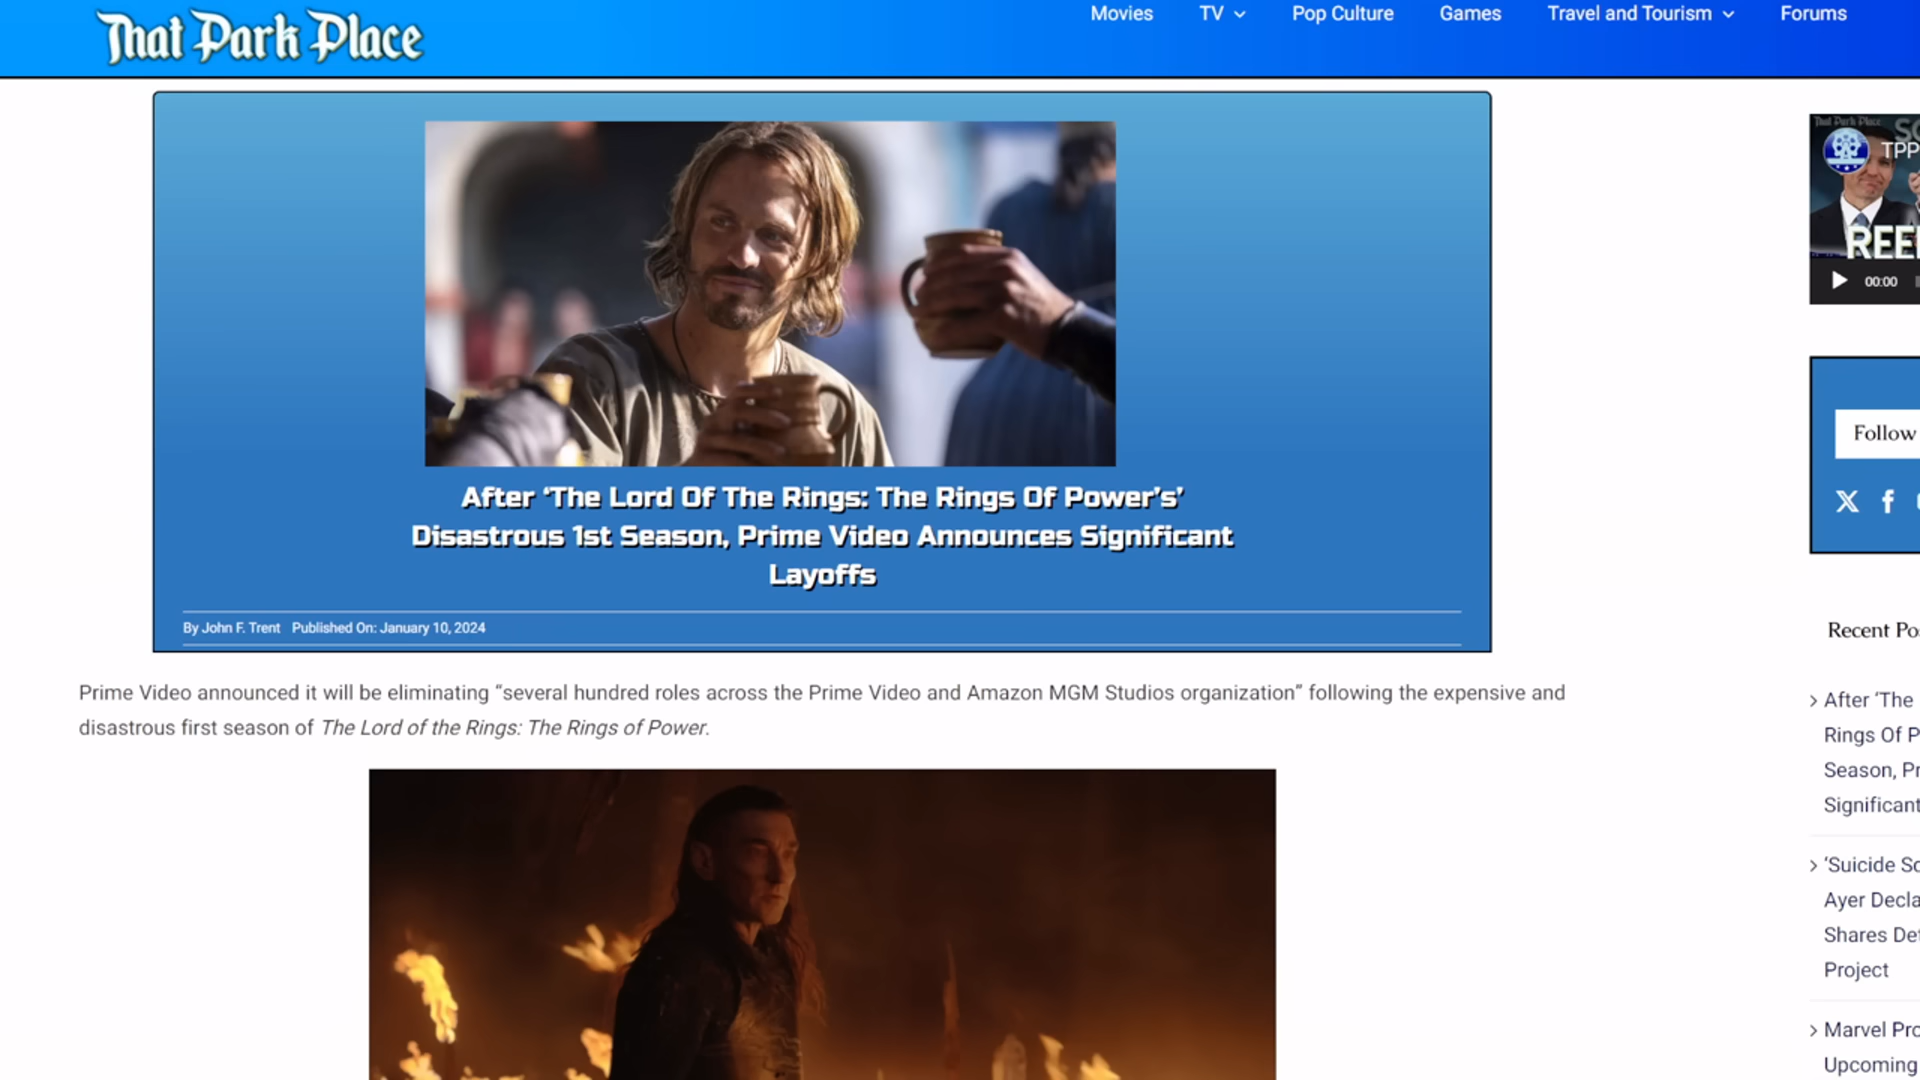 That Park Place
Movies TV Pop Culture Games Travel and Tourism Forums
After ‘The Lord Of The Rings: The Rings Of Power’s’
Disastrous 1st Season, Prime Video Announces Significant
Layoffs
By John F. Trent Published On: January 10, 2024
Prime Video announced it will be eliminating “several hundred roles across the Prime Video and Amazon MGM Studios organization” following the expensive and
disastrous first season of The Lord of the Rings: The Rings of Power.
That Park Place
TPP
REE
00:00
Follow
Recent Po
After ‘The
Rings Of P
Season, Pr
Significant
‘Suicide Sc
Ayer Decla
Shares Def
Project
Marvel Pro
Upcoming